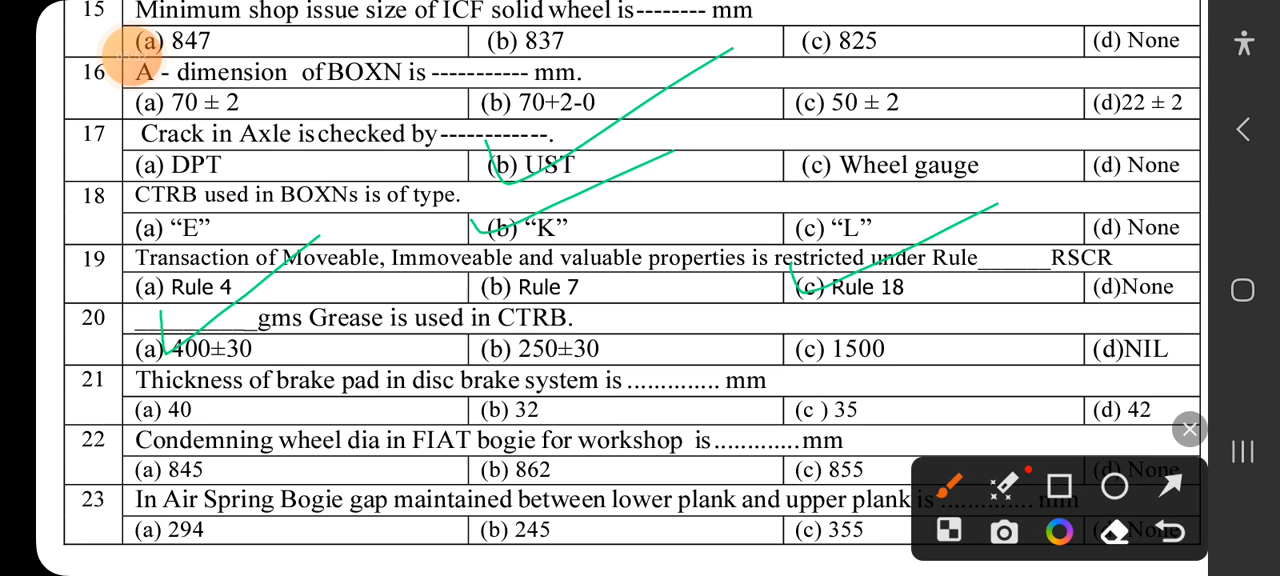 15 Minimum shop issue size of ICF solid wheel is-------- mm
(a) 847 (b) 837 (c) 825 (d) None
16 A - dimension of BOXN is ----------- mm.
(a) 70 ± 2 (b) 70+2-0 (c) 50 ± 2 (d)22 ± 2
17 Crack in Axle is checked by------------.
(a) DPT (b) UST (c) Wheel gauge (d) None
18 CTRB used in BOXNs is of type.
(a) “E” (b) “K” (c) “L” (d) None
19 Transaction of Moveable, Immoveable and valuable properties is restricted under Rule______RSCR
(a) Rule 4 (b) Rule 7 (c) Rule 18 (d)None
20 __________gms Grease is used in CTRB.
(a) 400±30 (b) 250±30 (c) 1500 (d)NIL
21 Thickness of brake pad in disc brake system is .............. mm
(a) 40 (b) 32 (c ) 35 (d) 42
22 Condemning wheel dia in FIAT bogie for workshop is.............mm
(a) 845 (b) 862 (c) 855 (d) None
23 In Air Spring Bogie gap maintained between lower plank and upper plank is .............. mm
(a) 294 (b) 245 (c) 355 None